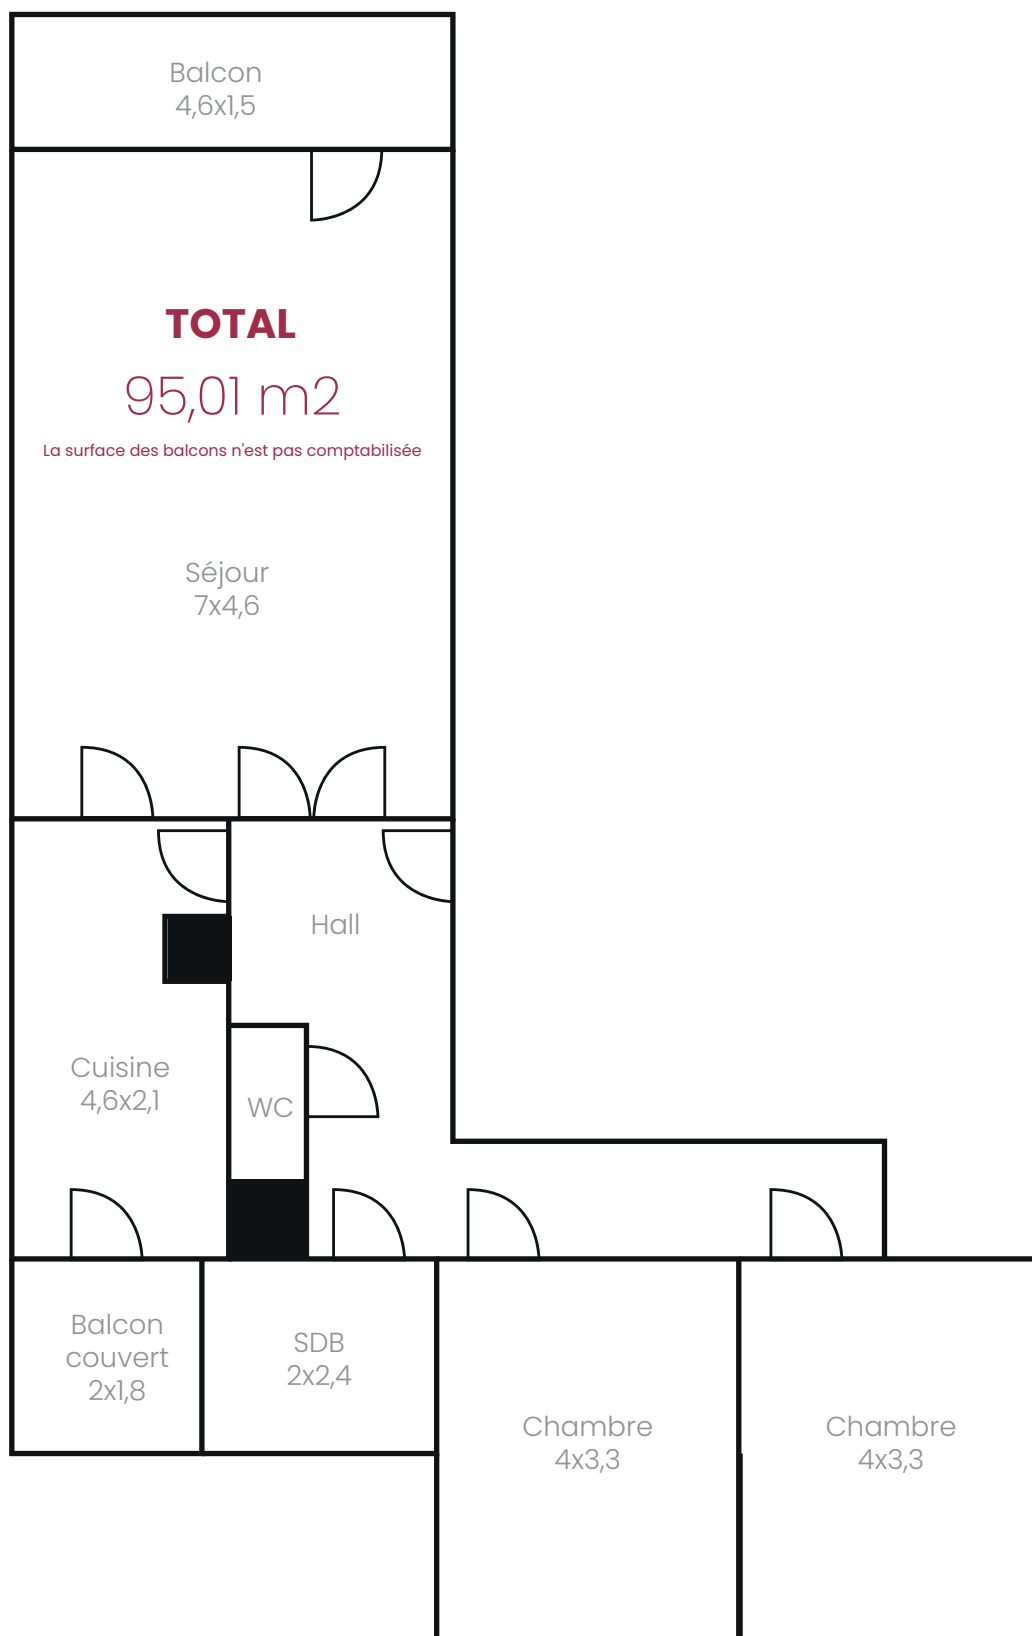 Balcon
4,6x1,5
TOTAL
95,01 m2
La surface des balcons n'est pas comptabilisée
Séjour
7x4,6
Hall
Cuisine
4,6x2,1
WC
Balcon
couvert
2x1,8
SDB
2x2,4
Chambre
4x3,3
Chambre
4x3,3